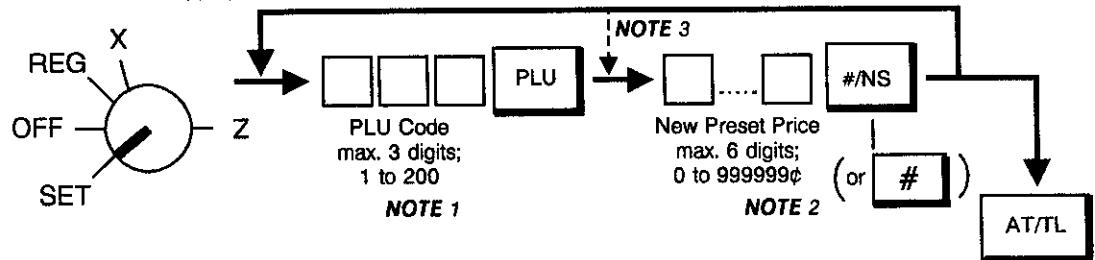 X
REG
OFF
SET
Z
PLU
PLU Code
max. 3 digits;
1 to 200
NOTE 1
NOTE 3
.....
#/NS
New Preset Price
max. 6 digits;
0 to 999999¢
NOTE 2
(or # )
AT/TL